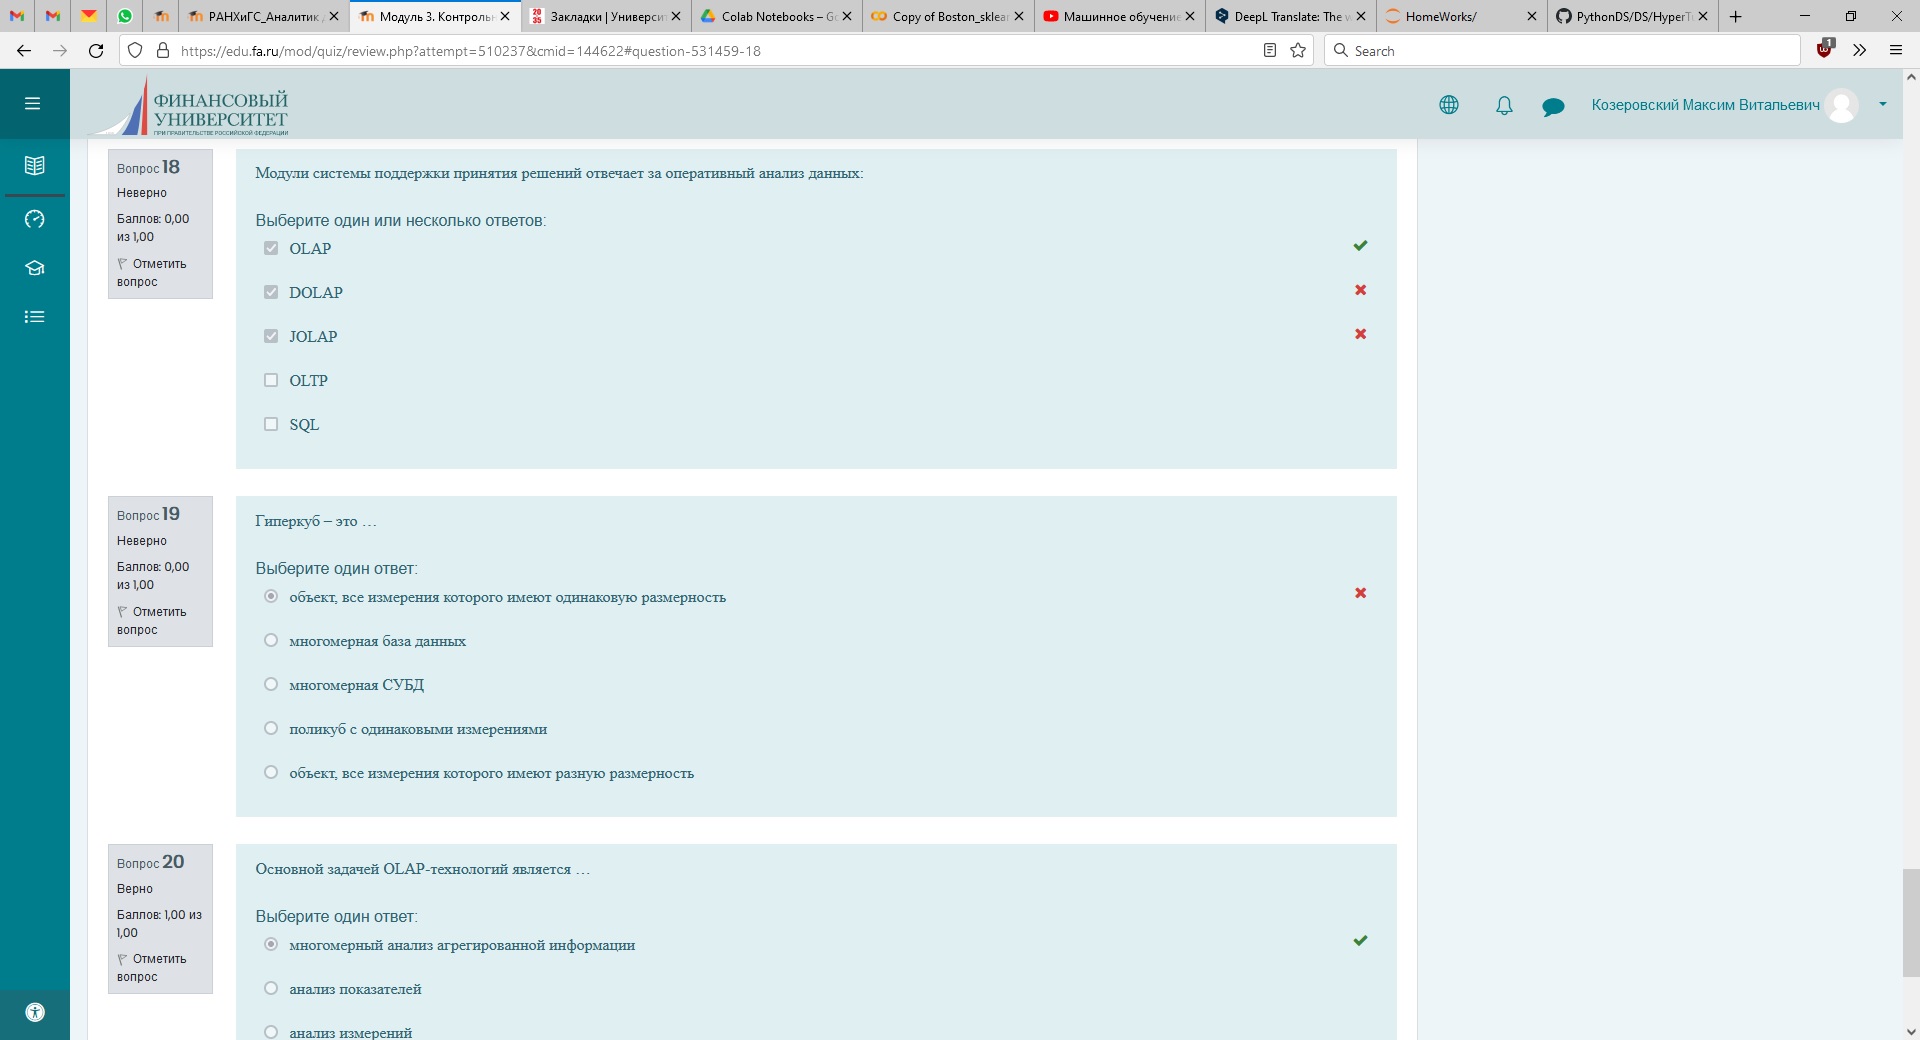 РАНХиГС_Аналитик
Модуль 3. Контроль
20
35
Закладки | Универси
Colab Notebooks – Go
Copy of Boston_sklea
Машинное обучение
DeepL Translate: The w
HomeWorks/
PythonDS/DS/HyperT
https://edu.fa.ru/mod/quiz/review.php?attempt=510237&cmid=144622#question-531459-18
Search
1
ФИНАНСОВЫЙ
УНИВЕРСИТЕТ
ПРИ ПРАВИТЕЛЬСТВЕ РОССИЙСКОЙ ФЕДЕРАЦИИ
Козеровский Максим Витальевич
Вопрос 18
Неверно
Баллов: 0,00
из 1,00
Отметить
вопрос
Модули системы поддержки принятия решений отвечает за оперативный анализ данных:
Выберите один или несколько ответов:
OLAP
DOLAP
JOLAP
OLTP
SQL
Вопрос 19
Неверно
Баллов: 0,00
из 1,00
Отметить
вопрос
Гиперкуб – это …
Выберите один ответ:
объект, все измерения которого имеют одинаковую размерность
многомерная база данных
многомерная СУБД
поликуб с одинаковыми измерениями
объект, все измерения которого имеют разную размерность
Вопрос 20
Верно
Баллов: 1,00 из
1,00
Отметить
вопрос
Основной задачей OLAP-технологий является …
Выберите один ответ:
многомерный анализ агрегированной информации
анализ показателей
анализ измерений